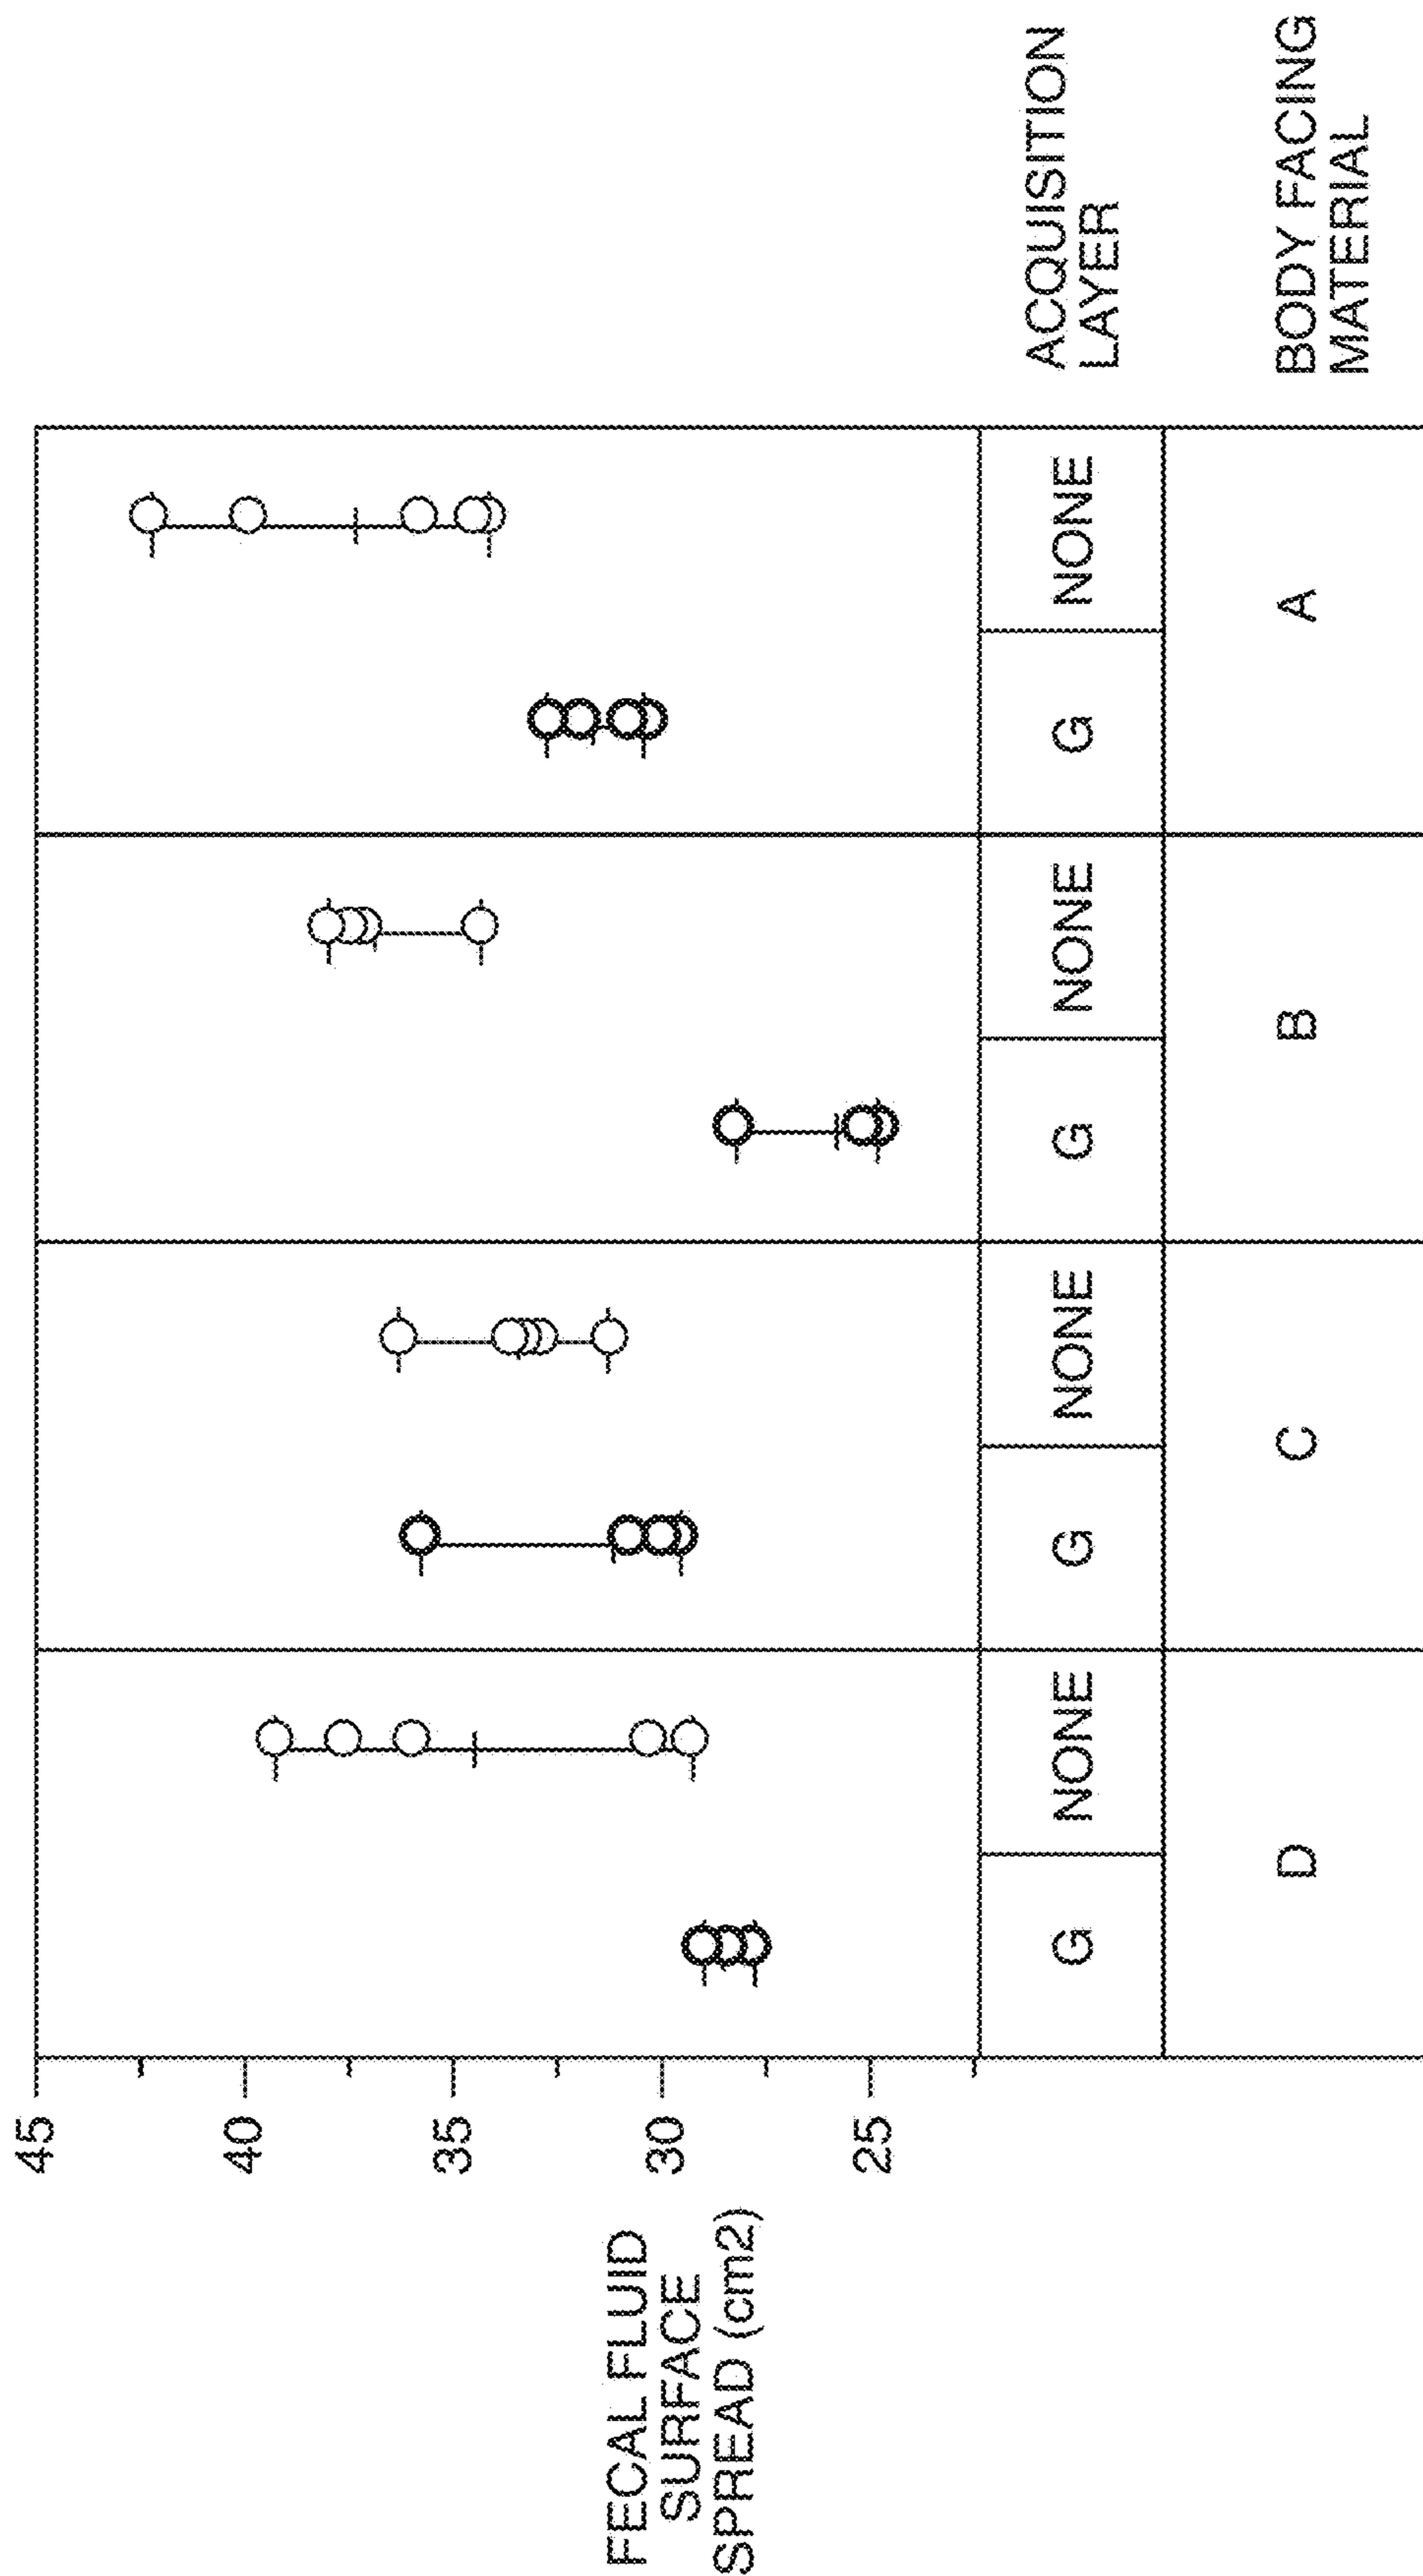 45
40
35
30
25
FECAL FLUID
SURFACE
SPREAD (cm2)
G
NONE
G
NONE
G
NONE
G
NONE
ACQUISITION
LAYER
D
C
B
A
BODY FACING
MATERIAL